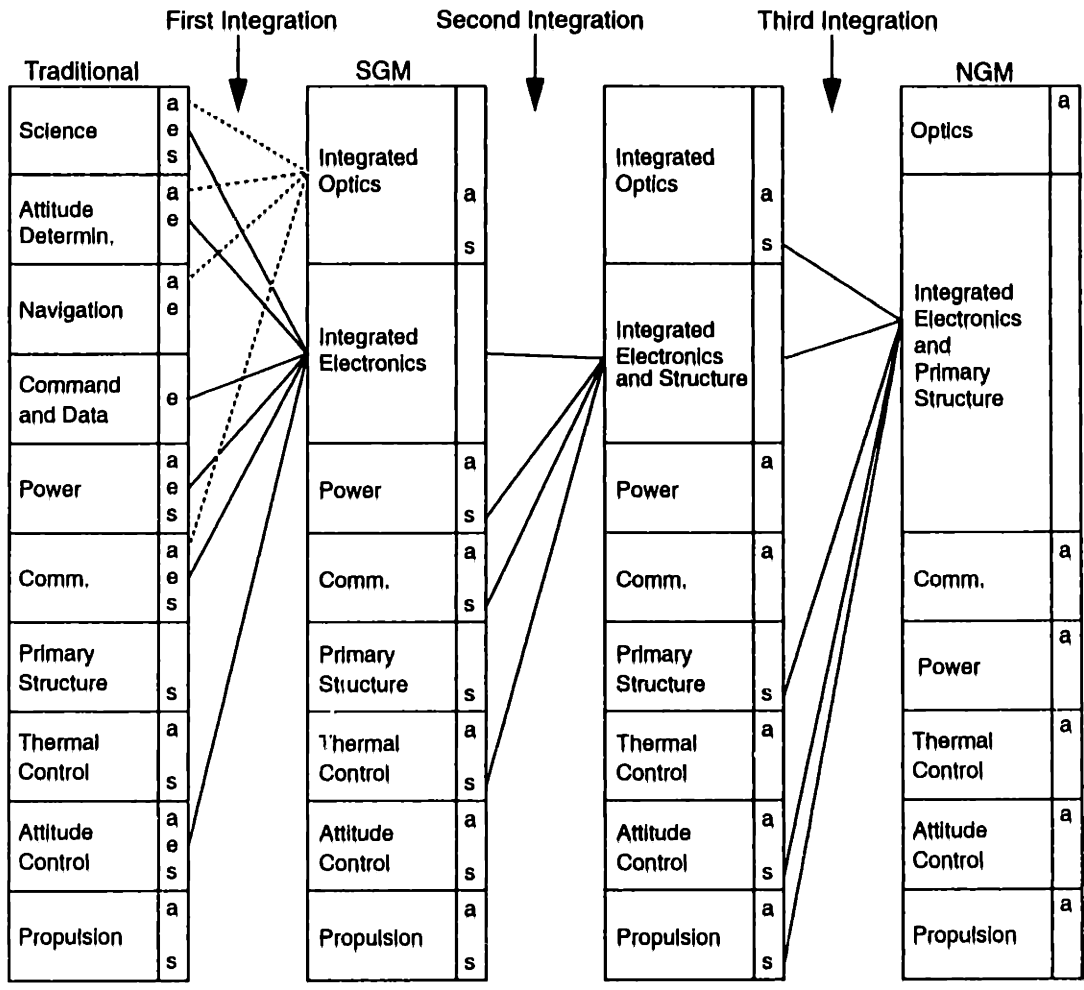 First Integration
Second Integration
Third Integration
Traditional
SGM
NGM
Science
a
e
s
Attitude
Determin.
a
e
Navigation
a
e
Command
and Data
e
Power
a
e
s
Comm.
a
e
s
Primary
Structure
s
Thermal
Control
a
s
Attitude
Control
a
e
s
Propulsion
a
s
Integrated
Optics
a
s
Integrated
Electronics
Power
a
s
Comm.
a
s
Primary
Structure
s
Thermal
Control
a
s
Attitude
Control
a
s
Propulsion
a
s
Integrated
Optics
a
s
Integrated
Electronics
and Structure
Power
a
Comm.
a
Primary
Structure
s
Thermal
Control
a
Attitude
Control
a
s
Propulsion
a
s
Optics
a
Integrated
Electronics
and
Primary
Structure
Comm.
a
Power
a
Thermal
Control
a
Attitude
Control
a
Propulsion
a